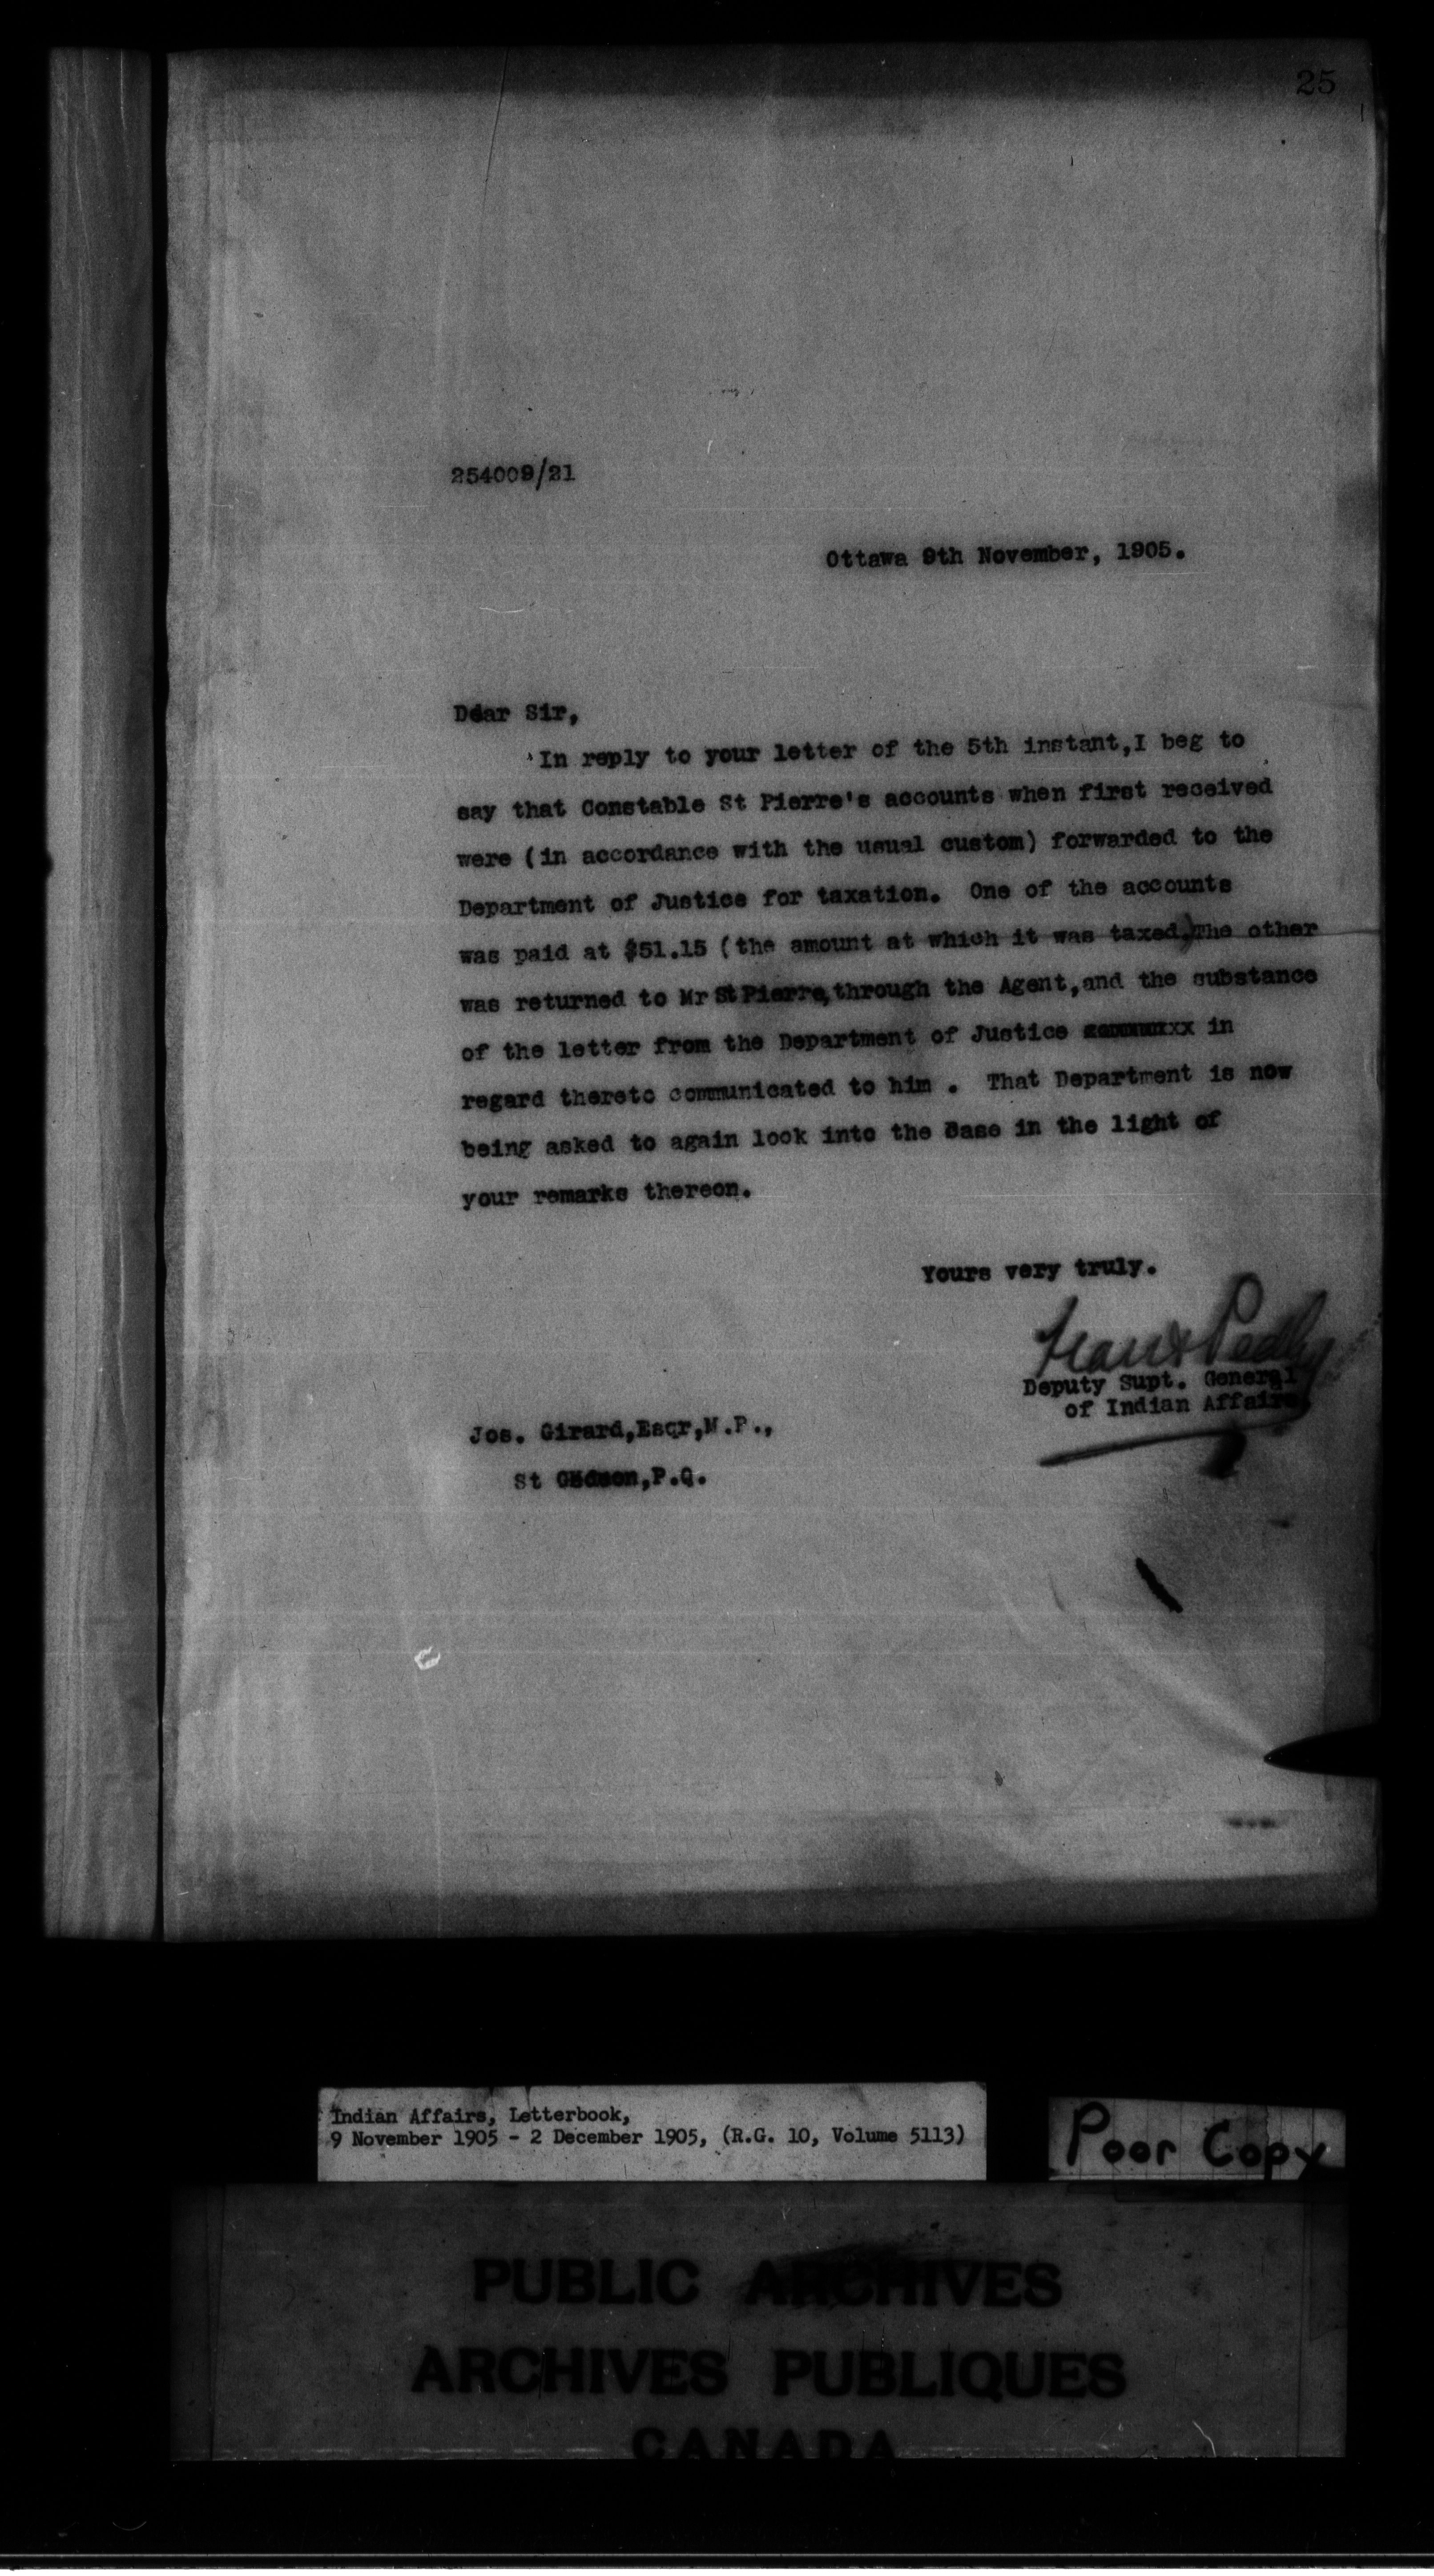 25
254009/21
Ottawa 9th November, 1905.
Dear Sir,
In reply to your letter of the 5th instant,I beg to
say that Constable St Pierre's accounts when first received
were (in accordance with the usual custom) forwarded to the
Department of Justice for taxation. One of the accounts
was paid at $51.15 (the amount at which it was taxed,)The other
was returned to Mr St Pierre,through the Agent,and the substance
of the letter from the Department of Justice in
regard thereto communicated to him . That Department is now
being asked to again look into the case in the light of
your remarks thereon.
Yours very truly.
Frank Pedley
Deputy Supt. General
of Indian Affairs.
Jos. Girard,Esqr,M.P.,
St Gedeon,P.Q.
Indian Affairs, Letterbook,
9 November 1905 - 2 December 1905, (R.G. 10, Volume 5113)
Poor Copy
PUBLIC ARCHIVES
ARCHIVES PUBLIQUES
CANADA